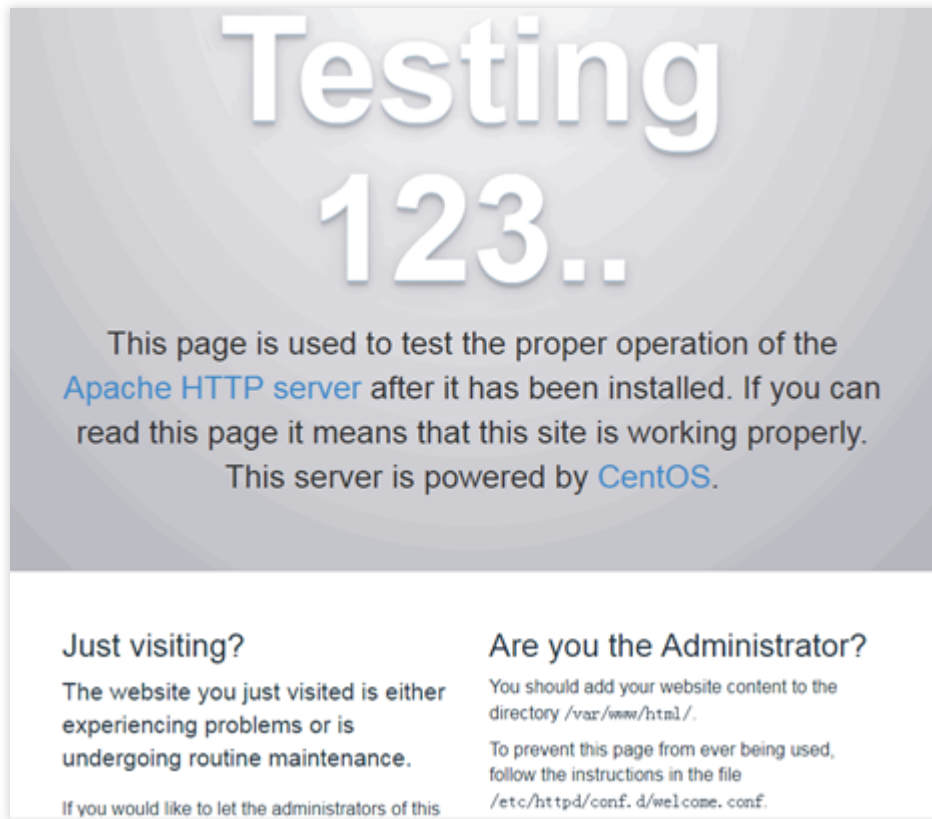 Testing
123..
This page is used to test the proper operation of the
Apache HTTP server after it has been installed. If you can
read this page it means that this site is working properly.
This server is powered by CentOS.
Just visiting?
The website you just visited is either
experiencing problems or is
undergoing routine maintenance.
If you would like to let the administrators of this
Are you the Administrator?
You should add your website content to the
directory /var/www/html/.
To prevent this page from ever being used,
follow the instructions in the file
/etc/httpd/conf.d/welcome.conf.